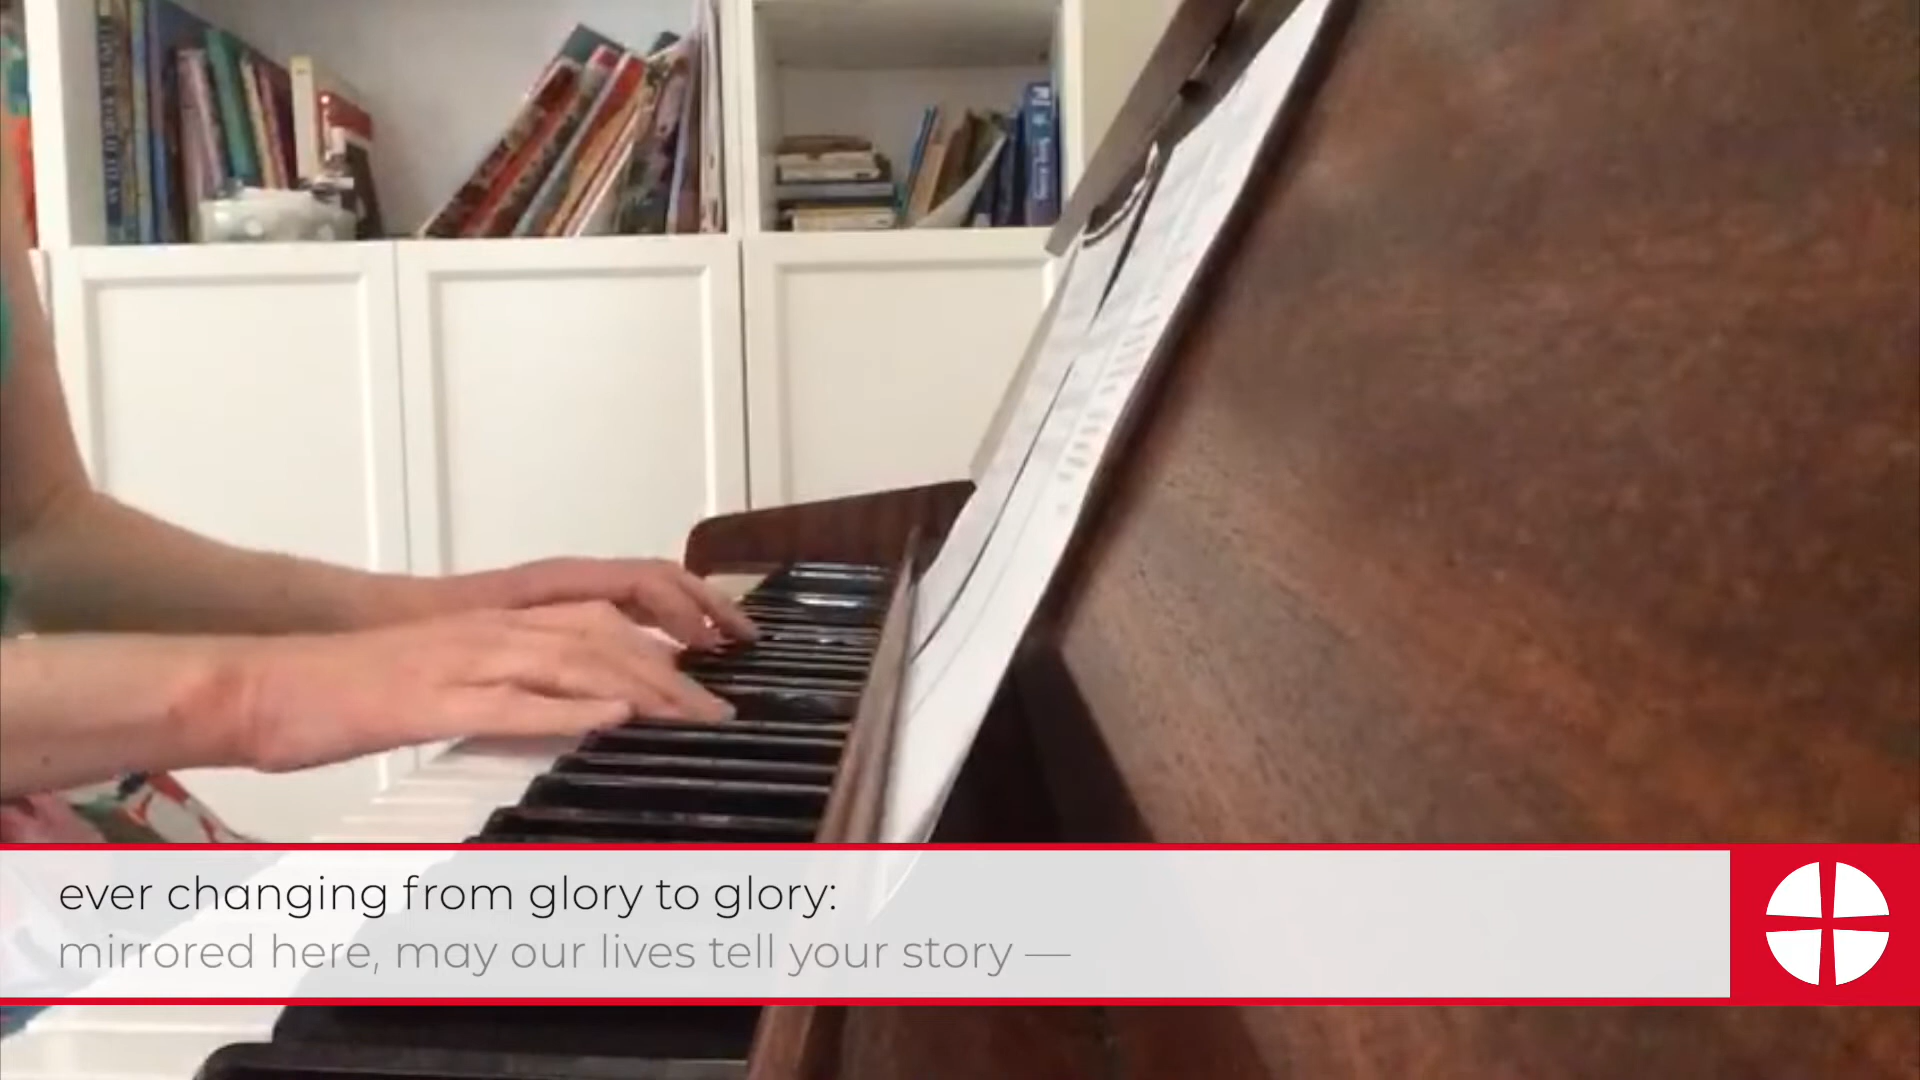 ever changing from glory to glory:
mirrored here, may our lives tell your story —